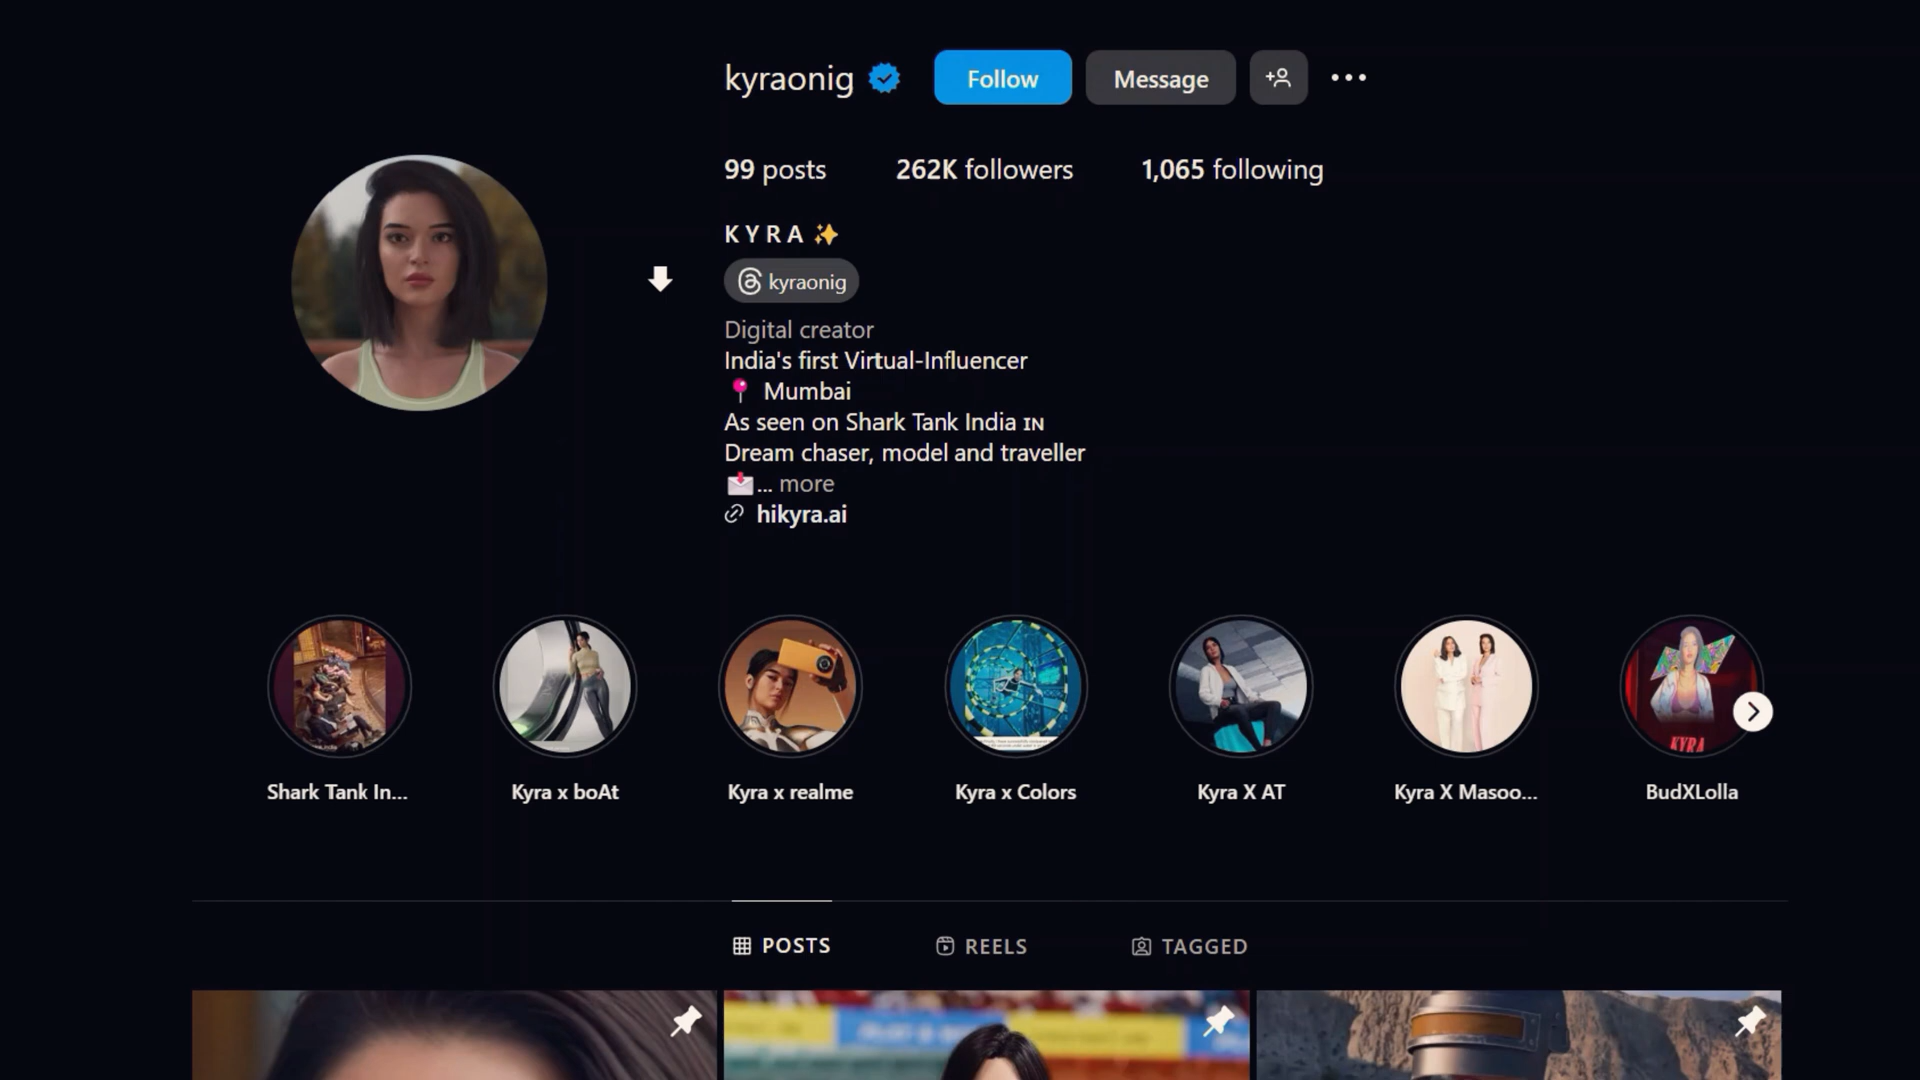 kyraonig
Follow
Message
99 posts
262K followers
1,065 following
K Y R A
kyraonig
Digital creator
India's first Virtual-Influencer
Mumbai
As seen on Shark Tank India IN
Dream chaser, model and traveller
... more
hikyra.ai
Shark Tank In...
Kyra x boAt
Kyra x realme
Kyra x Colors
Kyra X AT
Kyra X Masoo...
BudXLolla
KYRA
POSTS
REELS
TAGGED